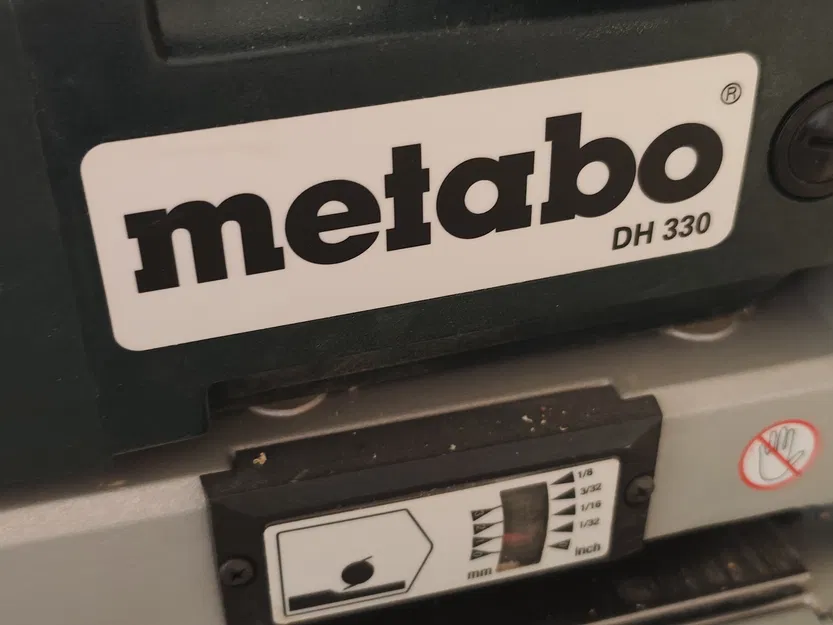 metabo®
DH 330
1/8
3/32
1/16
1/32
inch
mm